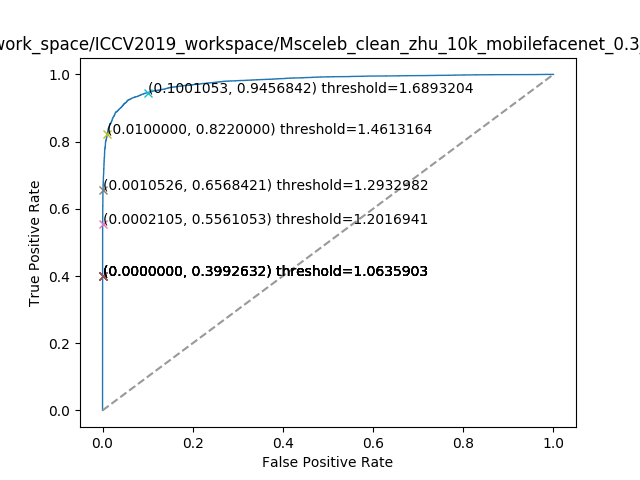 work_space/ICCV2019_workspace/Msceleb_clean_zhu_10k_mobilefacenet_0.3
1.0
(0.1001053, 0.9456842) threshold=1.6893204
0.8
(0.0100000, 0.8220000) threshold=1.4613164
(0.0010526, 0.6568421) threshold=1.2932982
0.6
(0.0002105, 0.5561053) threshold=1.2016941
0.4
(0.0000000, 0.3992632) threshold=1.0635903
0.2
0.0
True Positive Rate
0.0 0.2 0.4 0.6 0.8 1.0
False Positive Rate